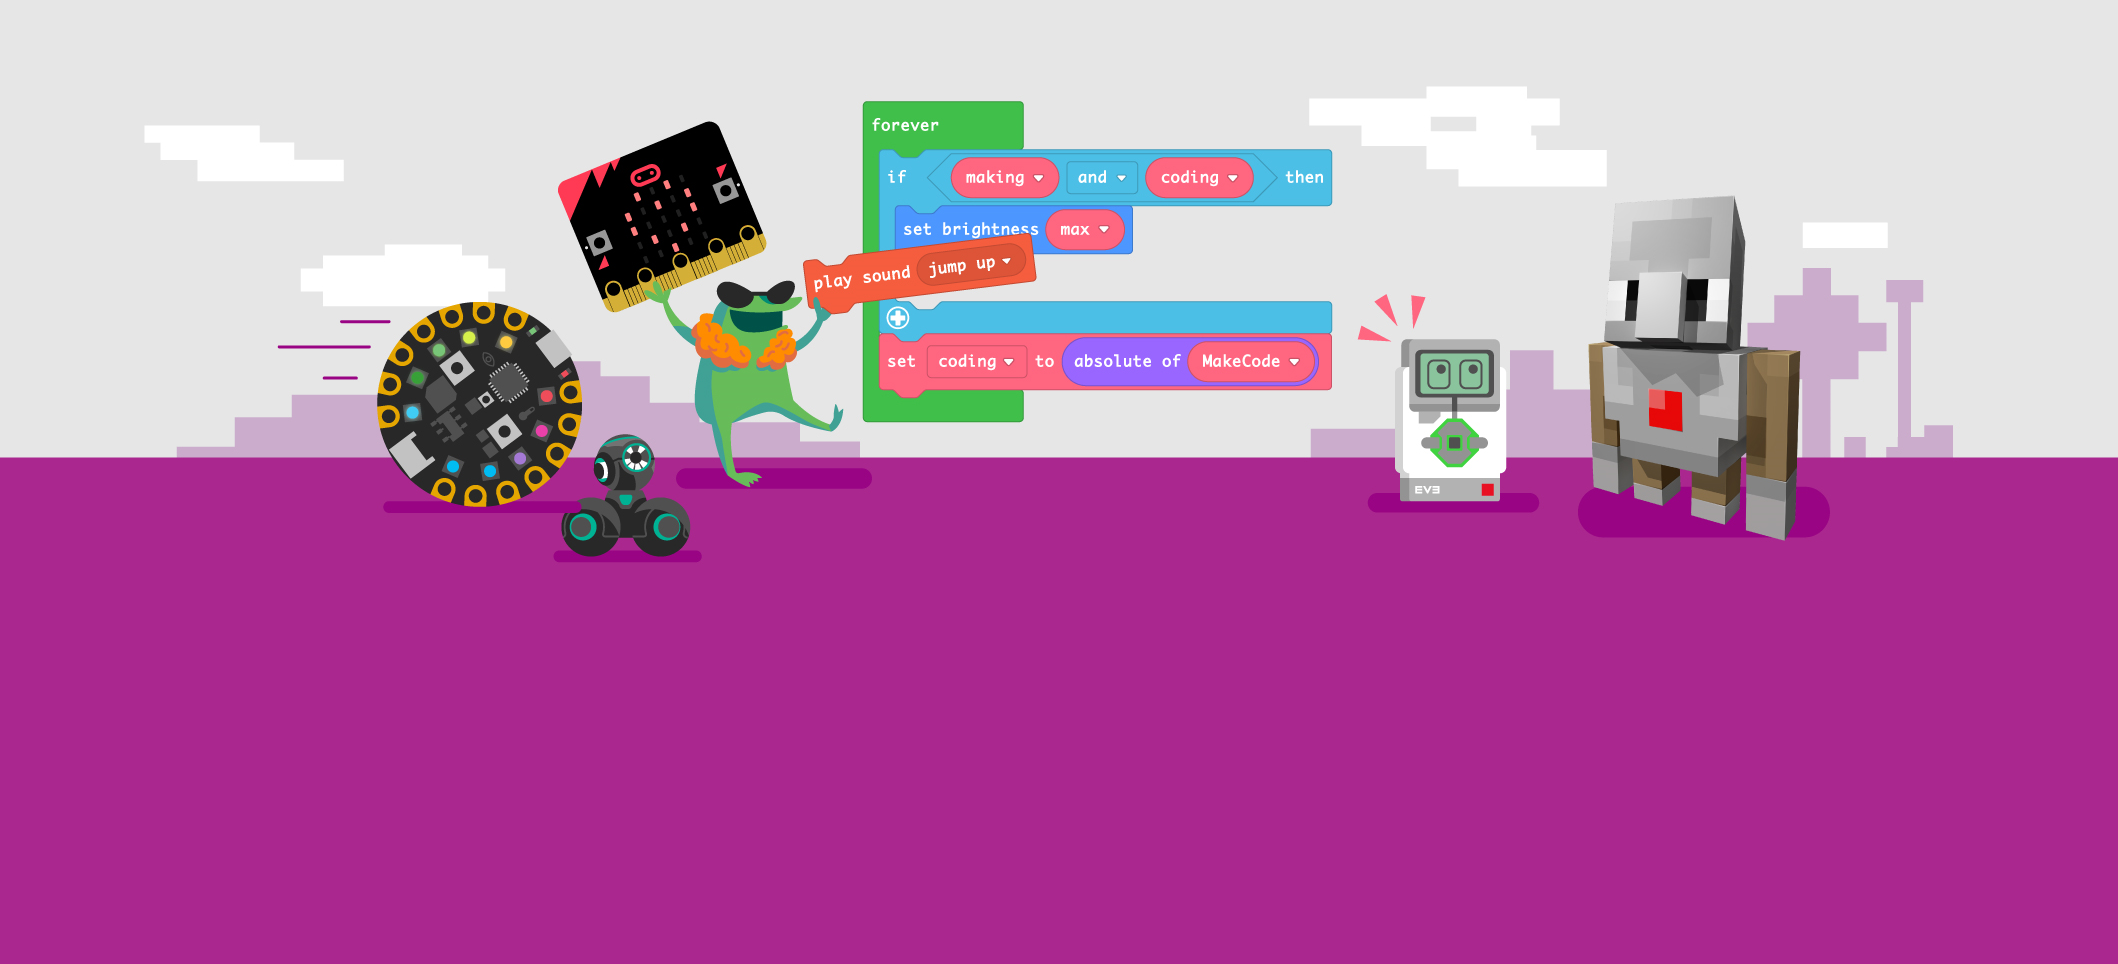 forever
if making and coding then
set brightness max
play sound jump up
set coding to absolute of MakeCode
EV3